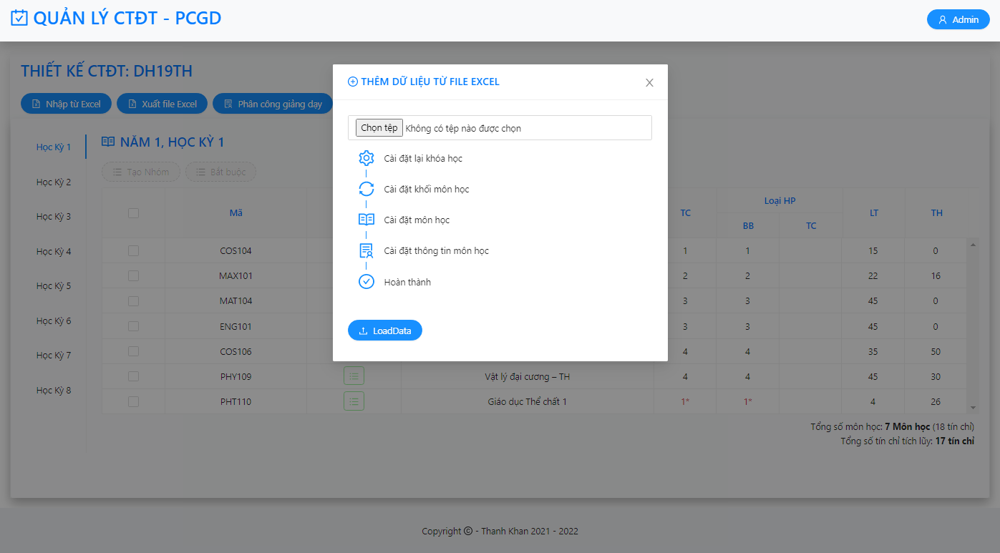 QUẢN LÝ CTĐT - PCGD
Admin
THIẾT KẾ CTĐT: DH19TH
Nhập từ Excel
Xuất file Excel
Phân công giảng dạy
THÊM DỮ LIỆU TỪ FILE EXCEL
Chọn tệp Không có tệp nào được chọn
Cài đặt lại khóa học
Cài đặt khối môn học
Cài đặt môn học
Cài đặt thông tin môn học
Hoàn thành
LoadData
Học Kỳ 1
Học Kỳ 2
Học Kỳ 3
Học Kỳ 4
Học Kỳ 5
Học Kỳ 6
Học Kỳ 7
Học Kỳ 8
NĂM 1, HỌC KỲ 1
Tạo Nhóm
Bắt buộc
Mã TC Loại HP LT TH
BB TC
COS104 1 1 15 0
MAX101 2 2 22 16
MAT104 3 3 45 0
ENG101 3 3 45 0
COS106 4 4 35 50
PHY109 Vật lý đại cương – TH 4 4 45 30
PHT110 Giáo dục Thể chất 1 1* 1* 4 26
Tổng số môn học: 7 Môn học (18 tín chỉ)
Tổng số tín chỉ tích lũy: 17 tín chỉ
Copyright © - Thanh Khan 2021 - 2022